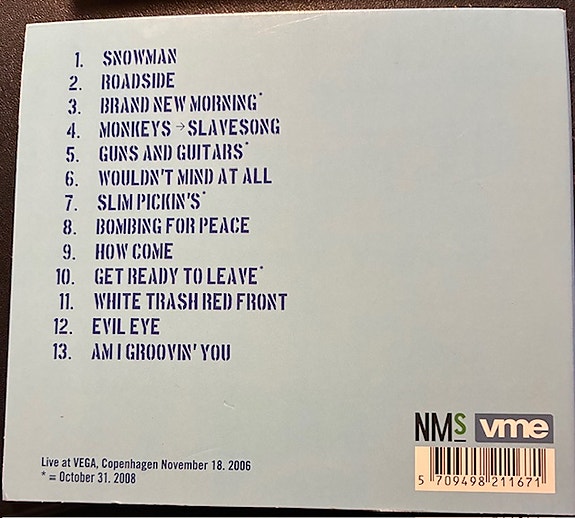 1. SNOWMAN
2. ROADSIDE
3. BRAND NEW MORNING*
4. MONKEYS → SLAVESONG
5. GUNS AND GUITARS*
6. WOULDN'T MIND AT ALL
7. SLIM PICKIN'S*
8. BOMBING FOR PEACE
9. HOW COME
10. GET READY TO LEAVE*
11. WHITE TRASH RED FRONT
12. EVIL EYE
13. AM I GROOVIN' YOU
NMS vme
Live at VEGA, Copenhagen November 18. 2006
* = October 31. 2008
5 709498 211671